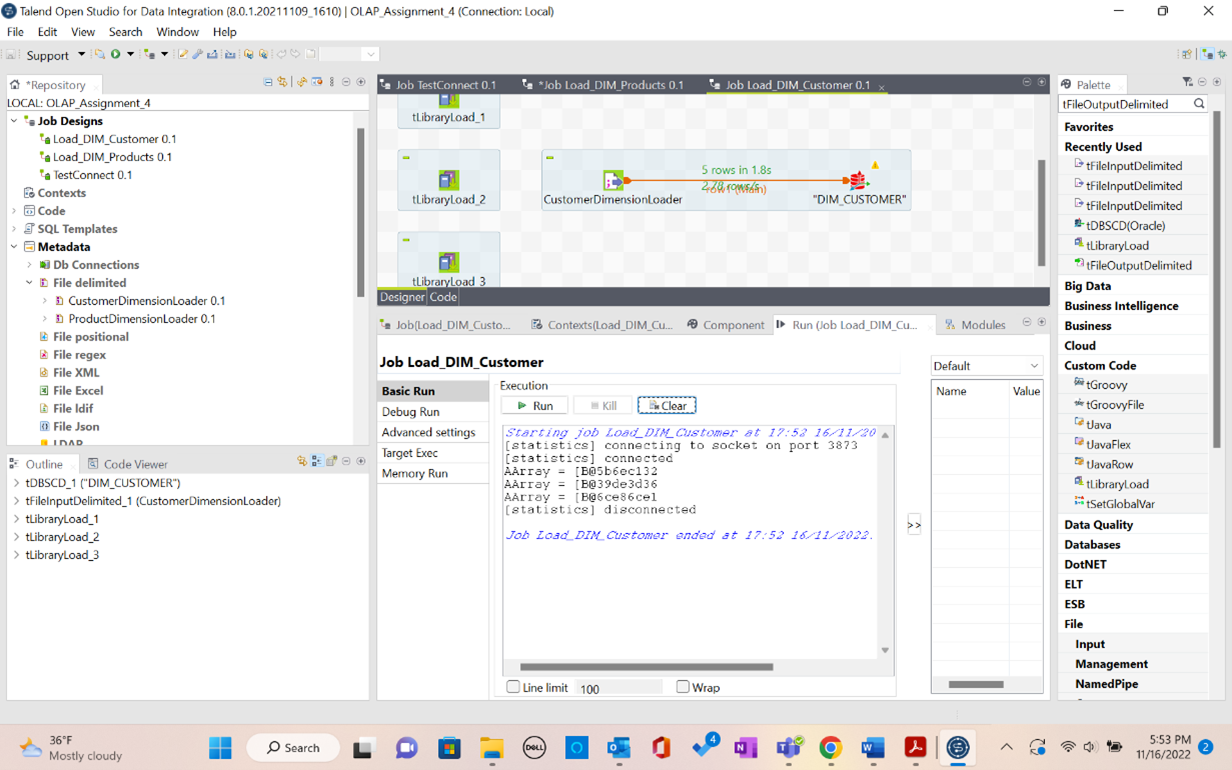 Talend Open Studio for Data Integration (8.0.1.20211109_1610) | OLAP_Assignment_4 (Connection: Local)
File Edit View Search Window Help
Support
*Repository
LOCAL: OLAP_Assignment_4
Job Designs
Load_DIM_Customer 0.1
Load_DIM_Products 0.1
TestConnect 0.1
Contexts
Code
SQL Templates
Metadata
Db Connections
File delimited
CustomerDimensionLoader 0.1
ProductDimensionLoader 0.1
File positional
File regex
File XML
File Excel
File ldif
File Json
LDAP
Outline Code Viewer
tDBSCD_1 ("DIM_CUSTOMER")
tFileInputDelimited_1 (CustomerDimensionLoader)
tLibraryLoad_1
tLibraryLoad_2
tLibraryLoad_3
Job TestConnect 0.1 *Job Load_DIM_Products 0.1 Job Load_DIM_Customer 0.1
tLibraryLoad_1
tLibraryLoad_2
tLibraryLoad_3
5 rows in 1.8s
2.78 rows/s
row1 (Main)
CustomerDimensionLoader "DIM_CUSTOMER"
Designer Code
Job(Load_DIM_Custo... Contexts(Load_DIM_Cu... Component Run (Job Load_DIM_Cu... Modules
Job Load_DIM_Customer
Basic Run
Debug Run
Advanced settings
Target Exec
Memory Run
Execution
Run Kill Clear
Starting job Load_DIM_Customer at 17:52 16/11/20
[statistics] connecting to socket on port 3873
[statistics] connected
AArray = [B@5b6ec132
AArray = [B@39de3d36
AArray = [B@6ce86ce1
[statistics] disconnected
Job Load_DIM_Customer ended at 17:52 16/11/2022.
Line limit 100 Wrap
>>
Default
Name Value
Palette
tFileOutputDelimited
Favorites
Recently Used
tFileInputDelimited
tFileInputDelimited
tFileInputDelimited
tDBSCD(Oracle)
tLibraryLoad
tFileOutputDelimited
Big Data
Business Intelligence
Business
Cloud
Custom Code
tGroovy
tGroovyFile
tJava
tJavaFlex
tJavaRow
tLibraryLoad
tSetGlobalVar
Data Quality
Databases
DotNET
ELT
ESB
File
Input
Management
NamedPipe
36°F
Mostly cloudy
Search
DELL
4
5:53 PM
11/16/2022
2